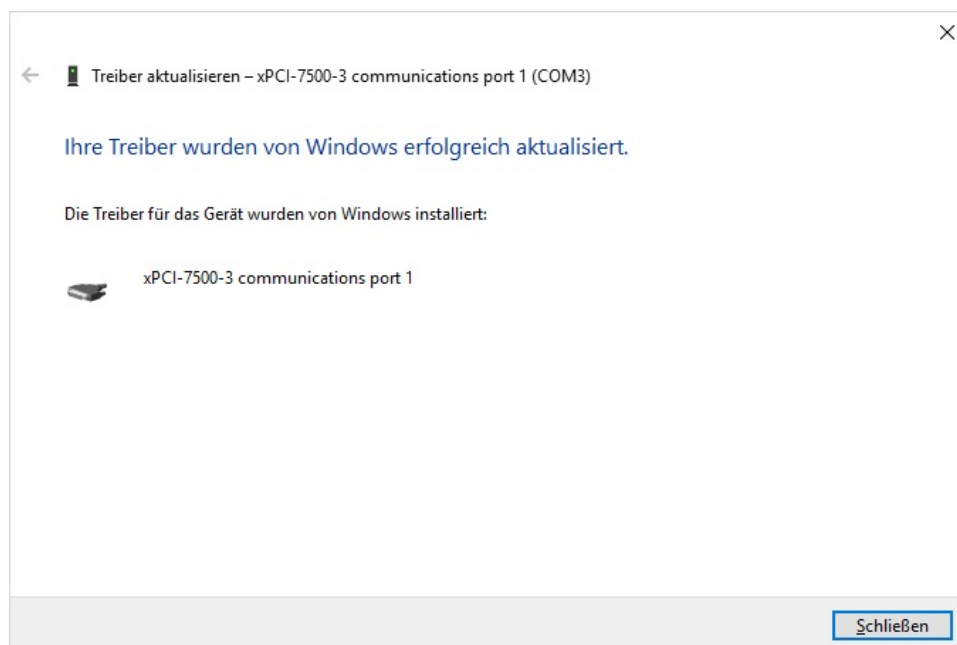 Treiber aktualisieren – xPCI-7500-3 communications port 1 (COM3)
Ihre Treiber wurden von Windows erfolgreich aktualisiert.
Die Treiber für das Gerät wurden von Windows installiert:
xPCI-7500-3 communications port 1
Schließen